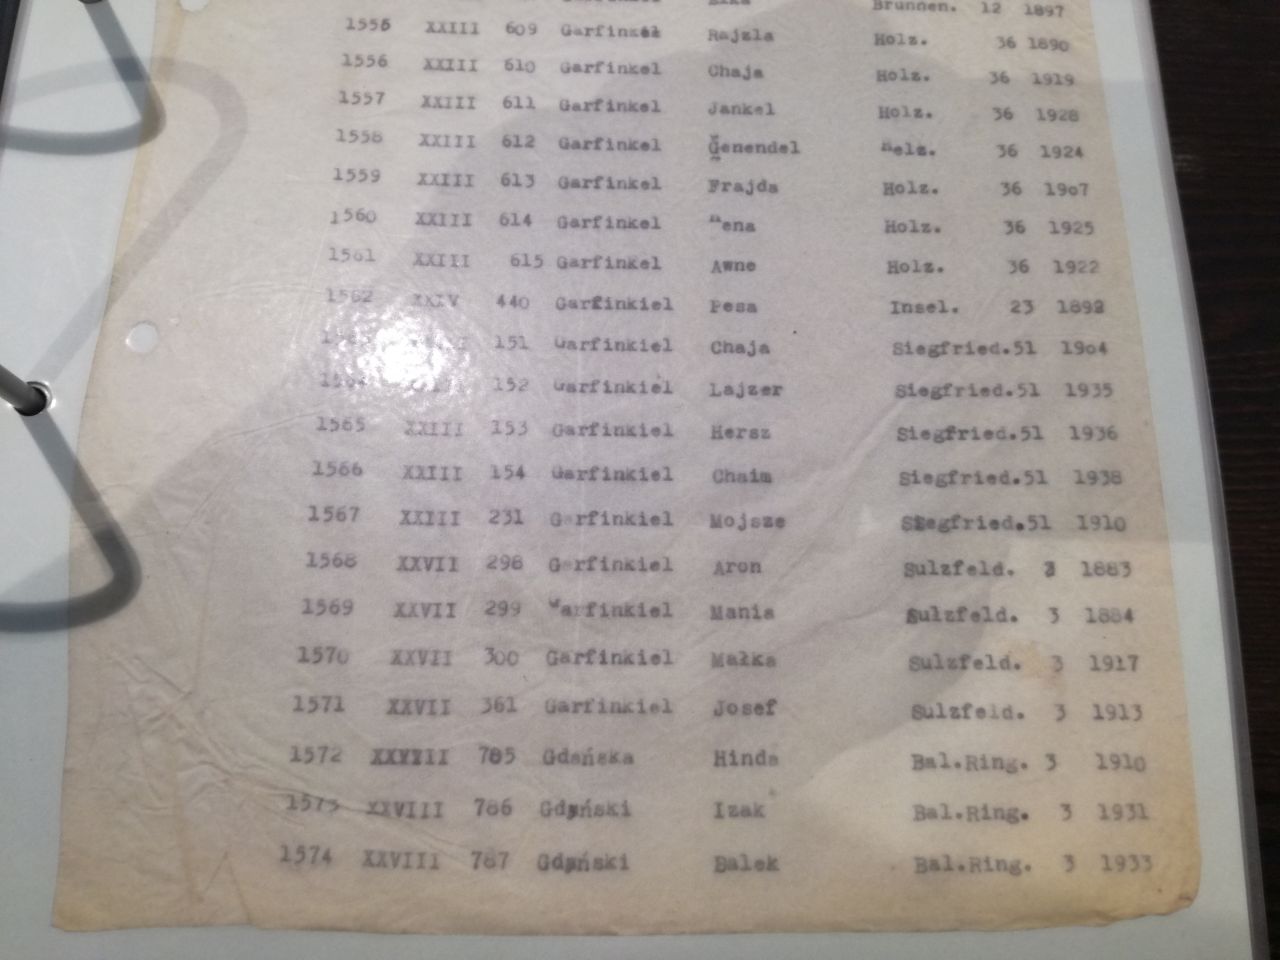 Brunnen. 12 1897
1555 XXIII 609 Garfinkel Rajzla Holz. 36 1890
1556 XXIII 610 Garfinkel Chaja Holz. 36 1919
1557 XXIII 611 Garfinkel Jankel Holz. 36 1928
1558 XXIII 612 Garfinkel Genendel 36 1924
1559 XXIII 613 Garfinkel Frajda Holz. 36 19o7
1560 XXIII 614 Garfinkel Holz. 36 1925
1561 XXIII 615 Garfinkel Awne Holz. 36 1922
1562 XXIV 440 Garfinkiel Pesa Insel. 23 1892
151 Garfinkiel Chaja Siegfried.51 19o4
152 Garfinkiel Lajzer Siegfried.51 1935
1565 XXIII 153 Garfinkiel Hersz Siegfried.51 1936
1566 XXIII 154 Garfinkiel Chaim Siegfried.51 1938
1567 XXIII 231 Garfinkiel Mojsze Siegfried.51 1910
1568 XXVII 298 Garfinkiel Aron Sulzfeld. 3 1883
1569 XXVII 299 Garfinkiel Mania Sulzfeld. 3 1884
1570 XXVII 300 Garfinkiel Małka Sulzfeld. 3 1917
1571 XXVII 361 Garfinkiel Josef Sulzfeld. 3 1913
1572 XXVIII 785 Gdańska Hinda Bal.Ring. 3 1910
1573 XXVIII 786 Gdański Izak Bal.Ring. 3 1931
1574 XXVIII 787 Gdański Balek Bal.Ring. 3 1933